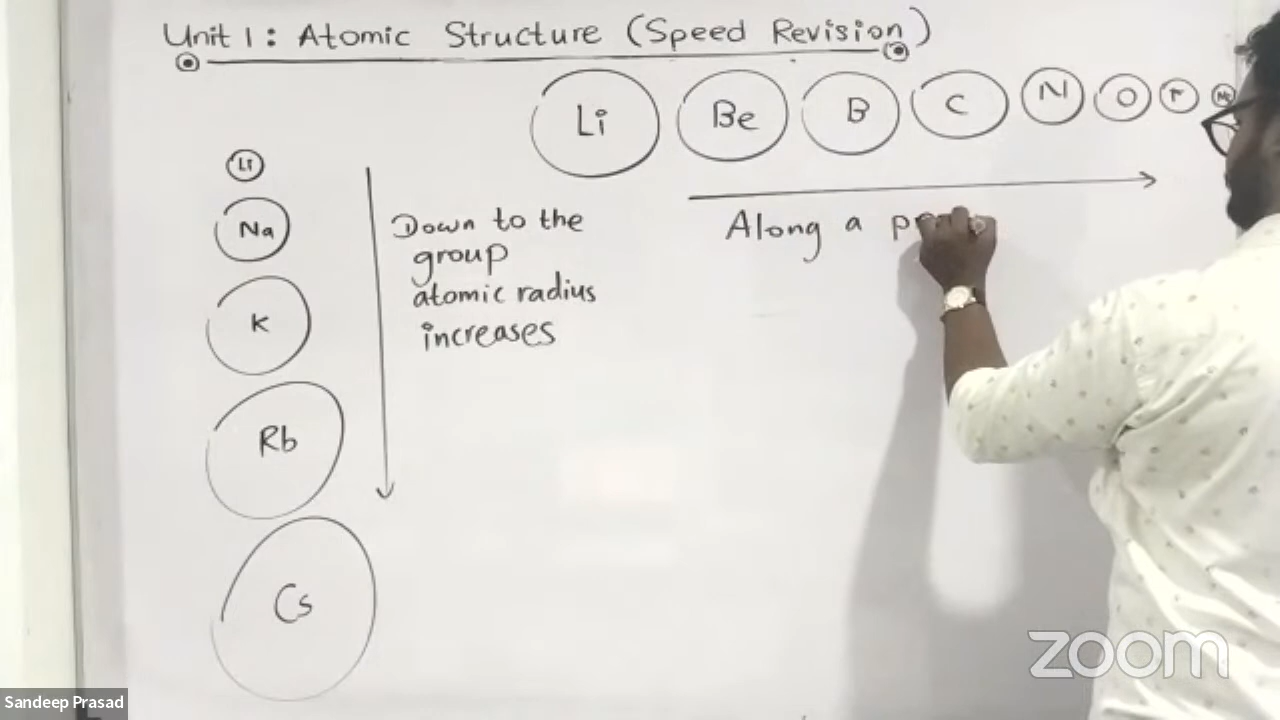 Unit 1: Atomic Structure (Speed Revision)
Li Be B C N O F Ne
Li
Na
K
Rb
Cs
Down to the
group
atomic radius
increases
Along a
zoom
Sandeep Prasad